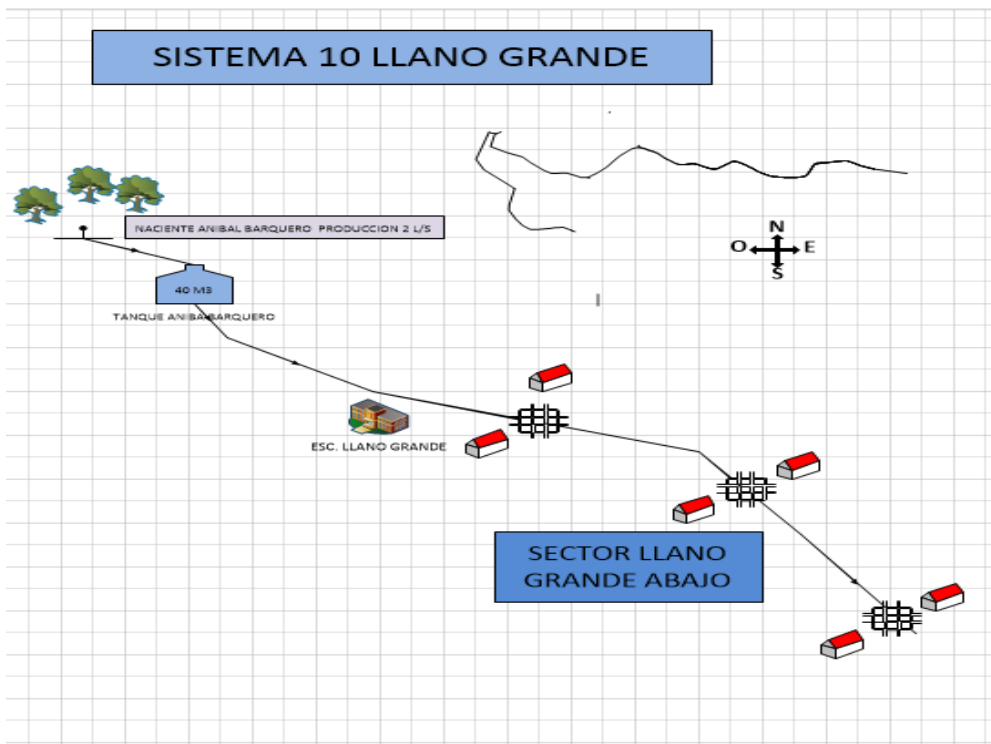 SISTEMA 10 LLANO GRANDE
NACIENTE ANIBAL BARQUERO PRODUCCION 2 L/S
N
O E
S
40 M3
TANQUE ANIBA BARQUERO
ESC. LLANO GRANDE
SECTOR LLANO
GRANDE ABAJO